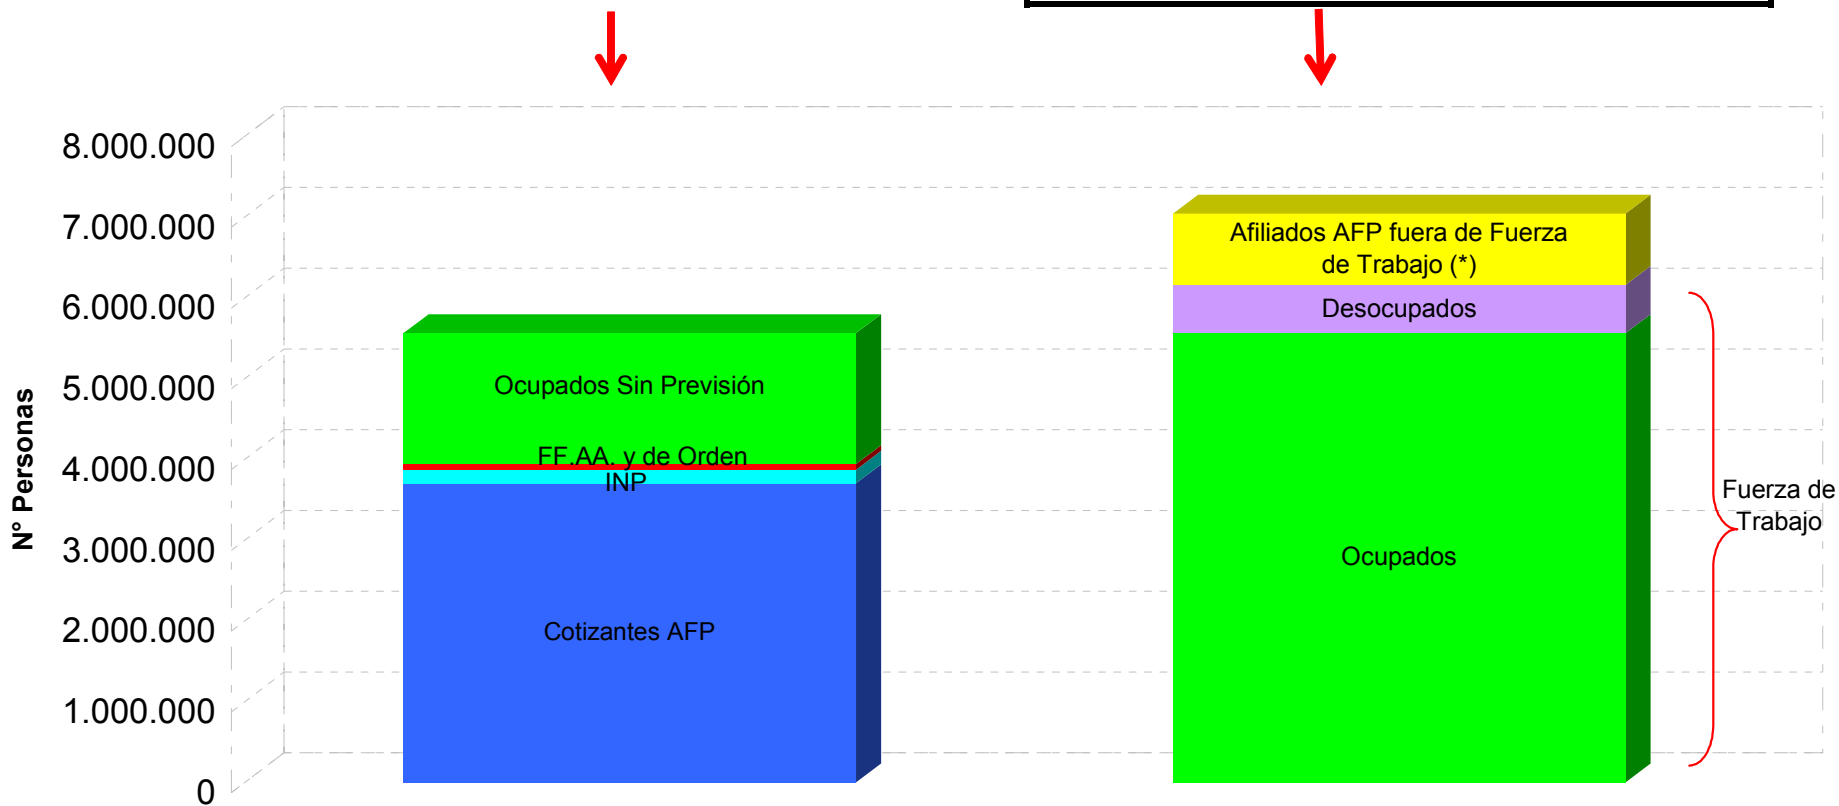 8.000.000
7.000.000
6.000.000
5.000.000
4.000.000
3.000.000
2.000.000
1.000.000
0
N° Personas
Ocupados Sin Previsión
FF.AA. y de Orden
INP
Cotizantes AFP
Afiliados AFP fuera de Fuerza
de Trabajo (*)
Desocupados
Ocupados
Fuerza de
Trabajo